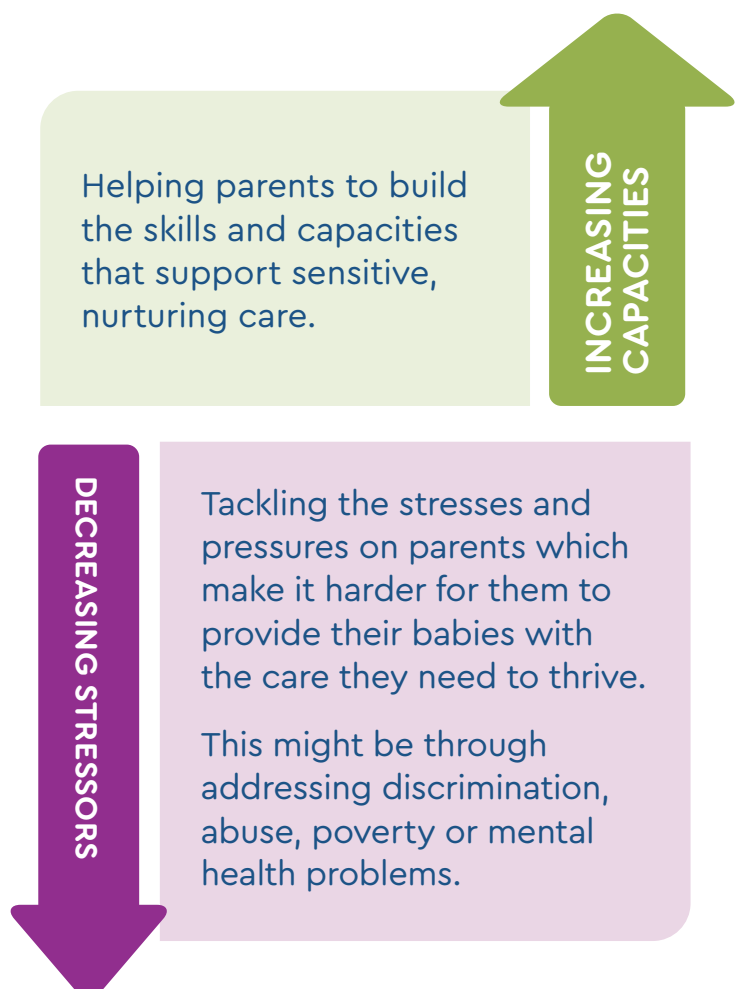 Helping parents to build
the skills and capacities
that support sensitive,
nurturing care.
INCREASING
CAPACITIES
DECREASING STRESSORS
Tackling the stresses and
pressures on parents which
make it harder for them to
provide their babies with
the care they need to thrive.
This might be through
addressing discrimination,
abuse, poverty or mental
health problems.